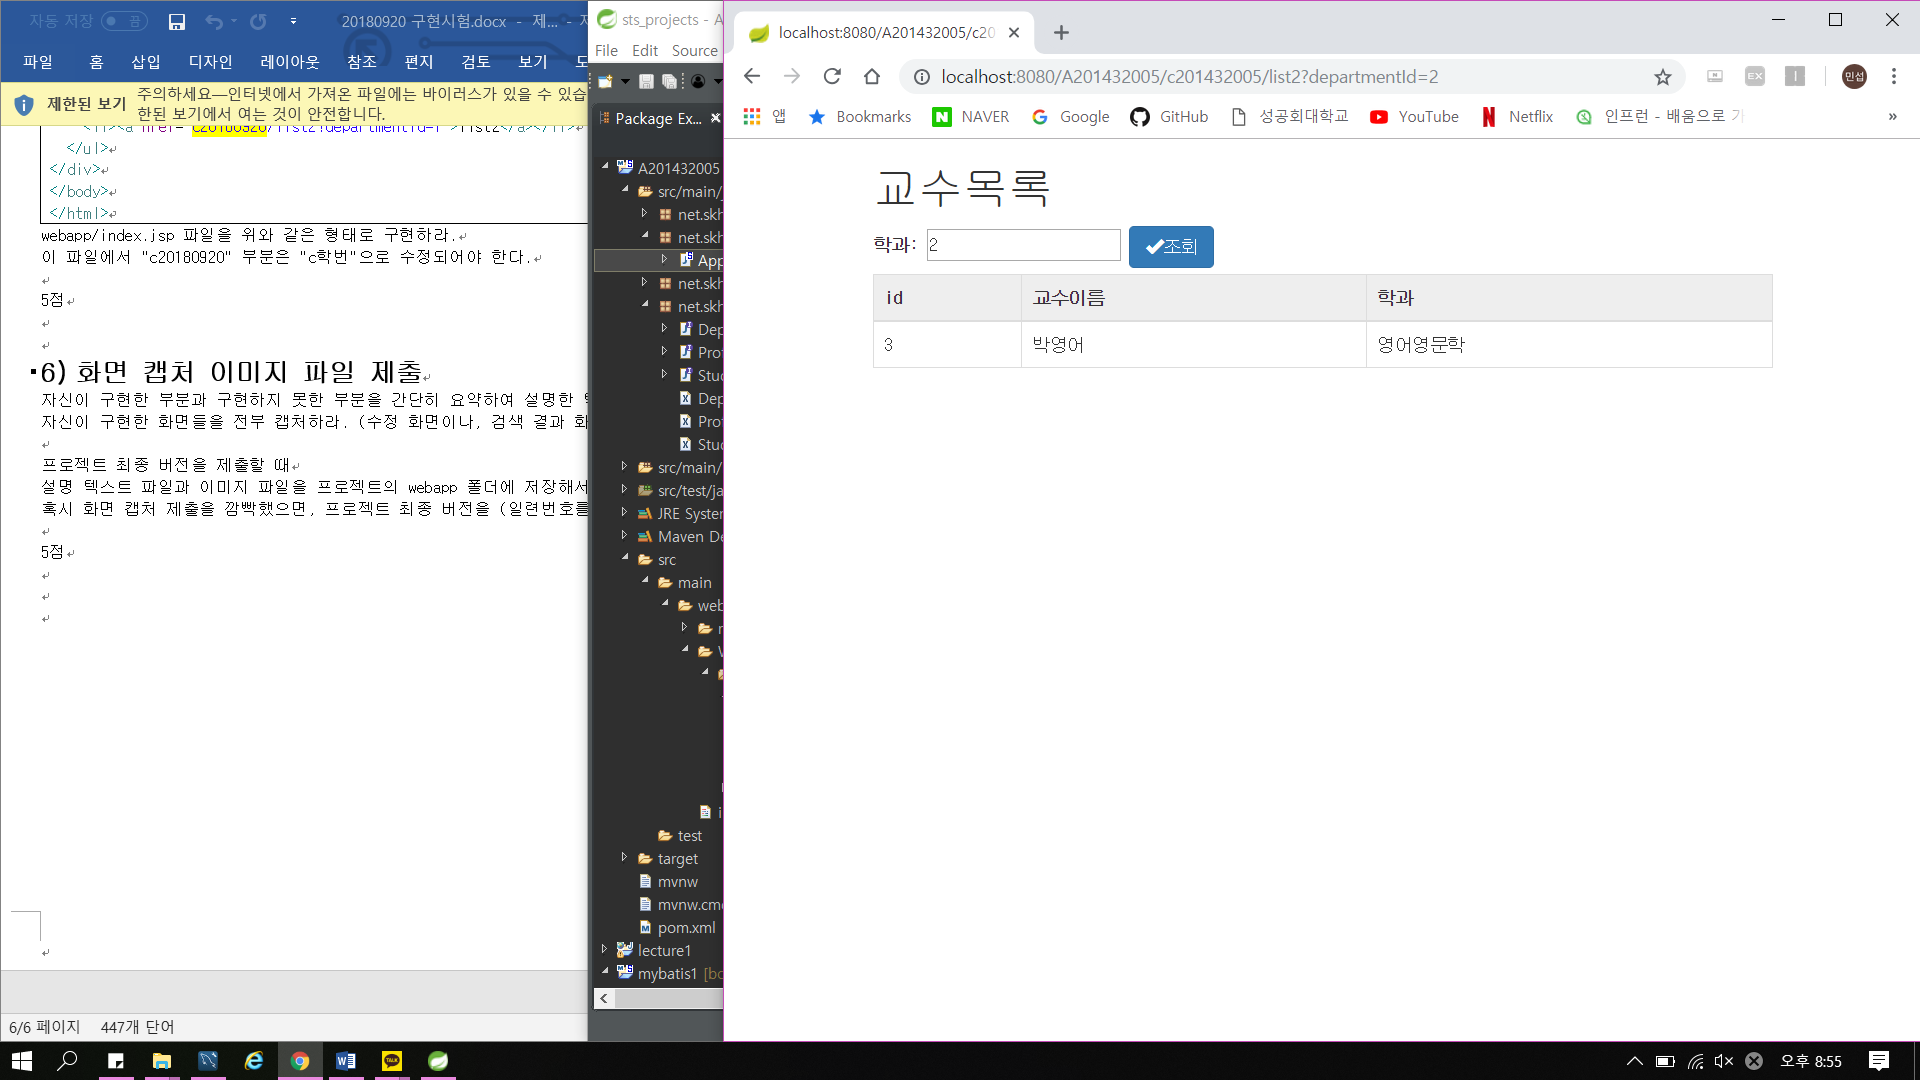 자동 저장 끔
20180920 구현시험.docx - 제... -
파일 홈 삽입 디자인 레이아웃 참조 편지 검토 보기
제한된 보기
주의하세요—인터넷에서 가져온 파일에는 바이러스가 있을 수 있습
한된 보기에서 여는 것이 안전합니다.
</ul>
</div>
</body>
</html>
webapp/index.jsp 파일을 위와 같은 형태로 구현하라.
이 파일에서 "c20180920" 부분은 "c학번"으로 수정되어야 한다.
5점
6) 화면 캡처 이미지 파일 제출
자신이 구현한 부분과 구현하지 못한 부분을 간단히 요약하여 설명한
자신이 구현한 화면들을 전부 캡처하라. (수정 화면이나, 검색 결과 화
프로젝트 최종 버전을 제출할 때
설명 텍스트 파일과 이미지 파일을 프로젝트의 webapp 폴더에 저장해서
혹시 화면 캡처 제출을 깜빡했으면, 프로젝트 최종 버전을 (일련번호를
5점
6/6 페이지 447개 단어
sts_projects - A
File Edit Source
Package Ex...
A201432005
src/main/
net.skh
net.skh
App
net.skh
net.skh
Dep
Prof
Stud
Dep
Prof
Stud
src/main/
src/test/ja
JRE System
Maven De
src
main
web
test
target
mvnw
mvnw.cmd
pom.xml
lecture1
mybatis1 [bo
localhost:8080/A201432005/c20
localhost:8080/A201432005/c201432005/list2?departmentId=2
민섭
앱 Bookmarks NAVER Google GitHub 성공회대학교 YouTube Netflix 인프런 - 배움으로 가
»
교수목록
학과: 2 조회
id 교수이름 학과
3 박영어 영어영문학
오후 8:55